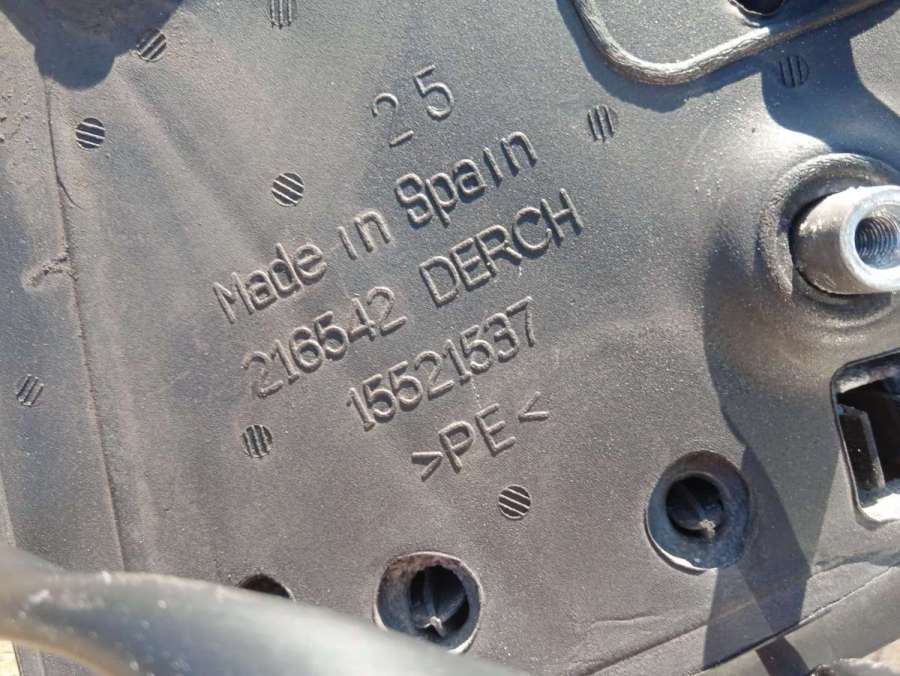 25
Made in Spain
216542 DERCH
15521537
>PE<